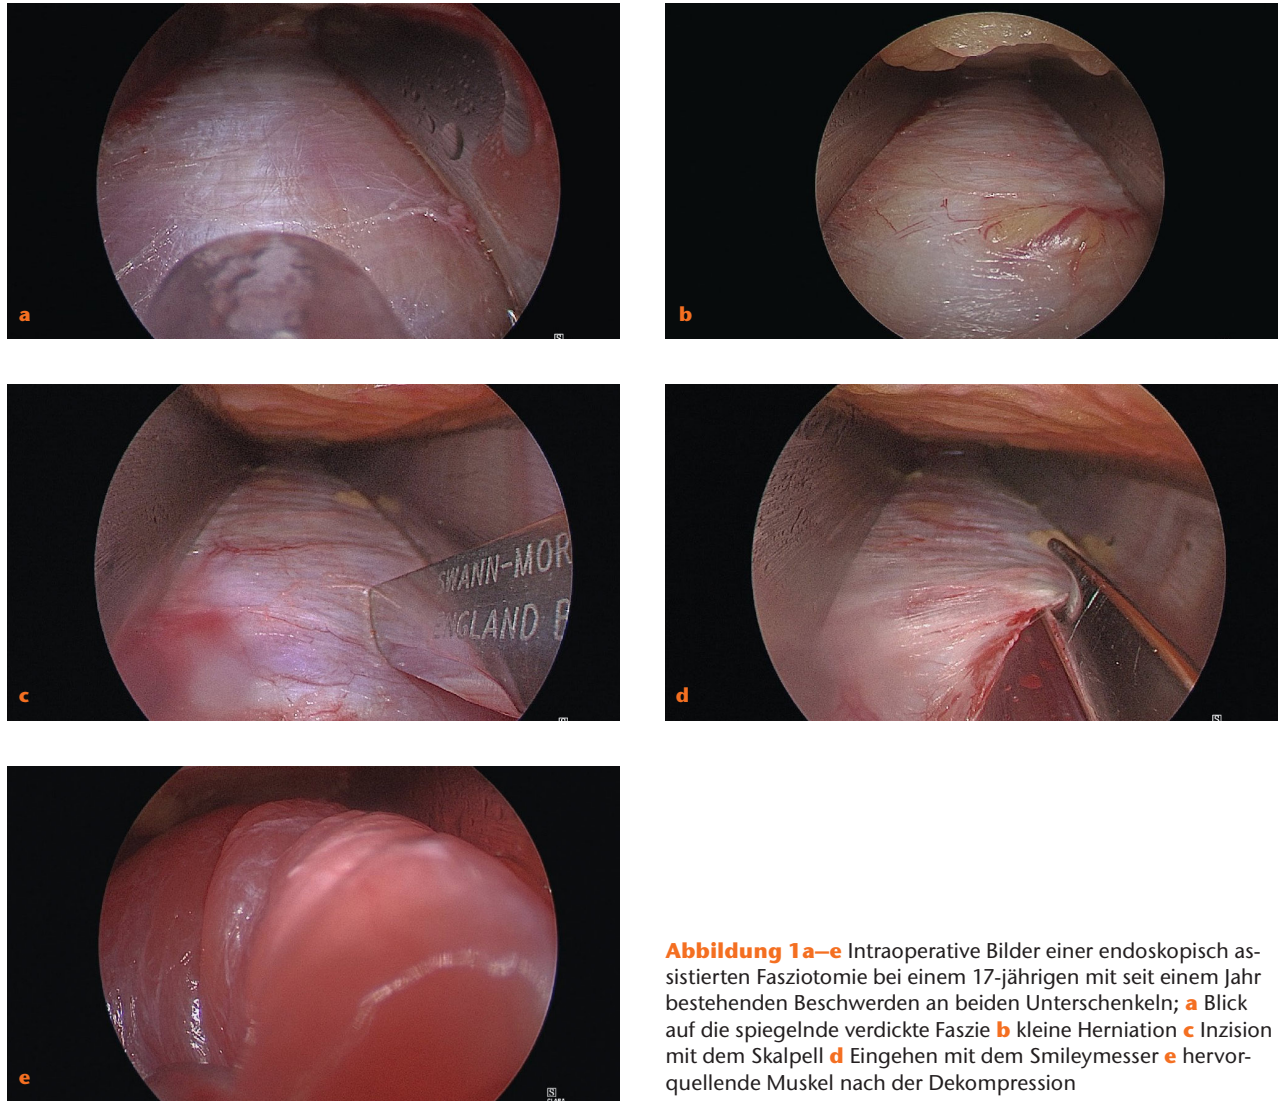 a
b
SWANN-MOR
ENGLAND B
c
d
e
Abbildung 1a–e Intraoperative Bilder einer endoskopisch as-
sistierten Fasziotomie bei einem 17-jährigen mit seit einem Jahr
bestehenden Beschwerden an beiden Unterschenkeln; a Blick
auf die spiegelnde verdickte Faszie b kleine Herniation c Inzision
mit dem Skalpell d Eingehen mit dem Smileymesser e hervor-
quellende Muskel nach der Dekompression